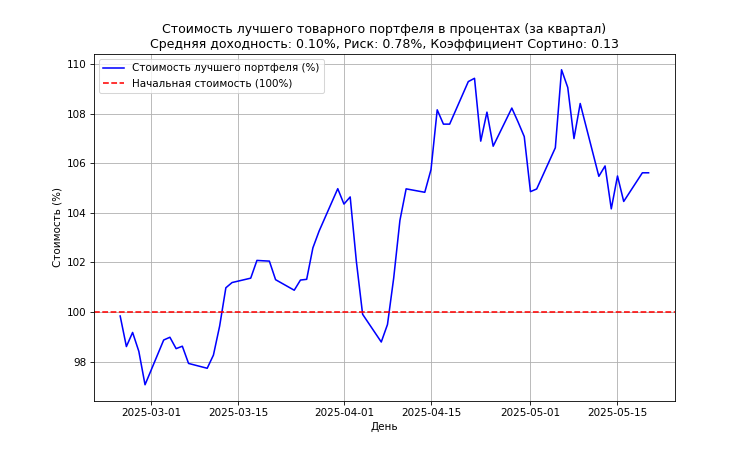 Стоимость лучшего товарного портфеля в процентах (за квартал)
Средняя доходность: 0.10%, Риск: 0.78%, Коэффициент Сортино: 0.13
Стоимость лучшего портфеля (%)
Начальная стоимость (100%)
Стоимость (%)
110
108
106
104
102
100
98
2025-03-01
2025-03-15
2025-04-01
2025-04-15
2025-05-01
2025-05-15
День